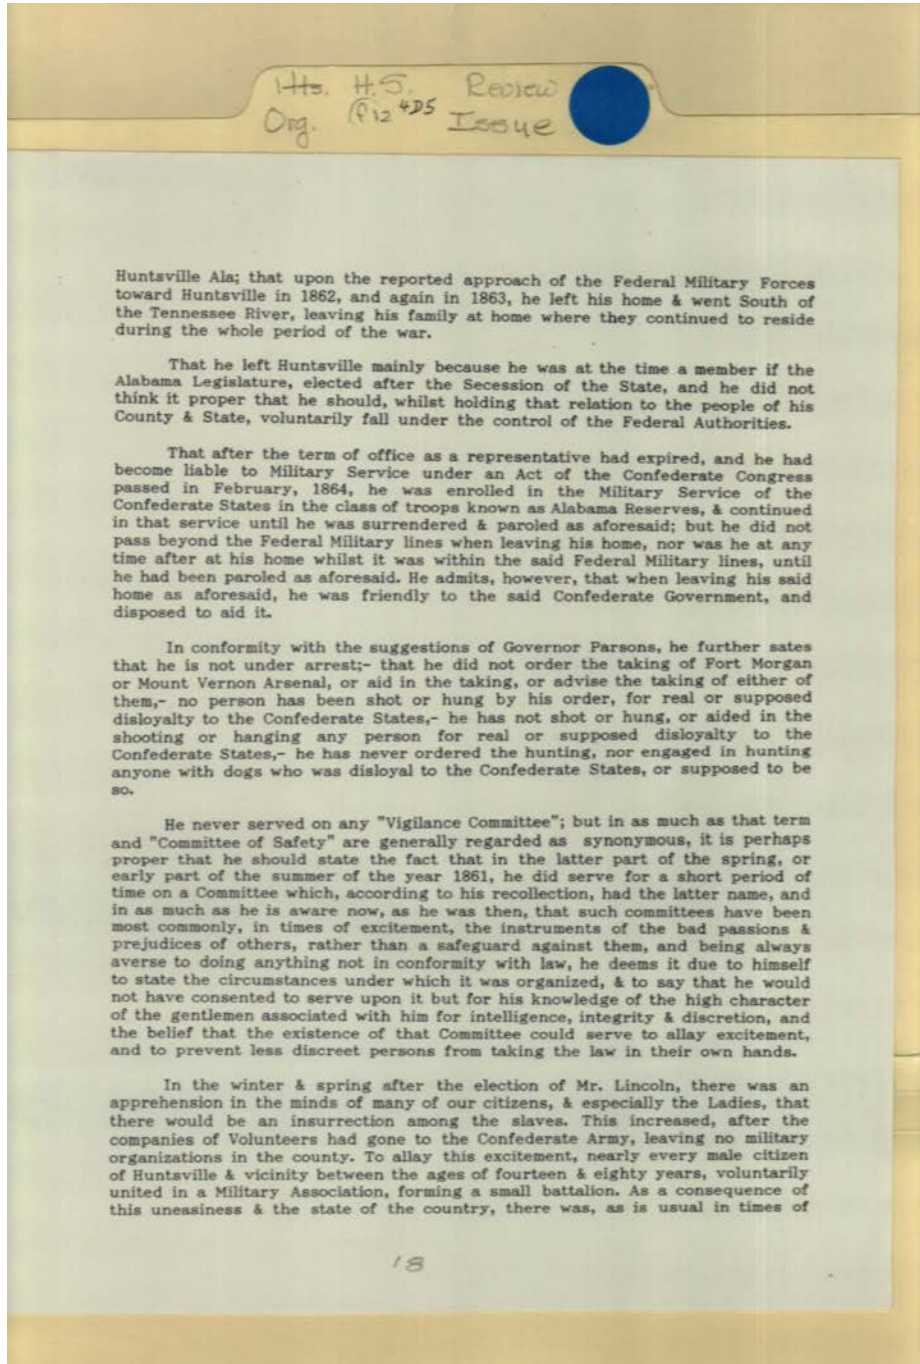 Hts. H.S. Review
Org. f12 4D5 Issue
Huntsville Ala; that upon the reported approach of the Federal Military Forces
toward Huntsville in 1862, and again in 1863, he left his home & went South of
the Tennessee River, leaving his family at home where they continued to reside
during the whole period of the war.
That he left Huntsville mainly because he was at the time a member if the
Alabama Legislature, elected after the Secession of the State, and he did not
think it proper that he should, whilst holding that relation to the people of his
County & State, voluntarily fall under the control of the Federal Authorities.
That after the term of office as a representative had expired, and he had
become liable to Military Service under an Act of the Confederate Congress
passed in February, 1864, he was enrolled in the Military Service of the
Confederate States in the class of troops known as Alabama Reserves, & continued
in that service until he was surrendered & paroled as aforesaid; but he did not
pass beyond the Federal Military lines when leaving his home, nor was he at any
time after at his home whilst it was within the said Federal Military lines, until
he had been paroled as aforesaid. He admits, however, that when leaving his said
home as aforesaid, he was friendly to the said Confederate Government, and
disposed to aid it.
In conformity with the suggestions of Governor Parsons, he further sates
that he is not under arrest;- that he did not order the taking of Fort Morgan
or Mount Vernon Arsenal, or aid in the taking, or advise the taking of either of
them,- no person has been shot or hung by his order, for real or supposed
disloyalty to the Confederate States,- he has not shot or hung, or aided in the
shooting or hanging any person for real or supposed disloyalty to the
Confederate States,- he has never ordered the hunting, nor engaged in hunting
anyone with dogs who was disloyal to the Confederate States, or supposed to be
so.
He never served on any "Vigilance Committee"; but in as much as that term
and "Committee of Safety" are generally regarded as synonymous, it is perhaps
proper that he should state the fact that in the latter part of the spring, or
early part of the summer of the year 1861, he did serve for a short period of
time on a Committee which, according to his recollection, had the latter name, and
in as much as he is aware now, as he was then, that such committees have been
most commonly, in times of excitement, the instruments of the bad passions &
prejudices of others, rather than a safeguard against them, and being always
averse to doing anything not in conformity with law, he deems it due to himself
to state the circumstances under which it was organized, & to say that he would
not have consented to serve upon it but for his knowledge of the high character
of the gentlemen associated with him for intelligence, integrity & discretion, and
the belief that the existence of that Committee could serve to allay excitement,
and to prevent less discreet persons from taking the law in their own hands.
In the winter & spring after the election of Mr. Lincoln, there was an
apprehension in the minds of many of our citizens, & especially the Ladies, that
there would be an insurrection among the slaves. This increased, after the
companies of Volunteers had gone to the Confederate Army, leaving no military
organizations in the county. To allay this excitement, nearly every male citizen
of Huntsville & vicinity between the ages of fourteen & eighty years, voluntarily
united in a Military Association, forming a small battalion. As a consequence of
this uneasiness & the state of the country, there was, as is usual in times of
18